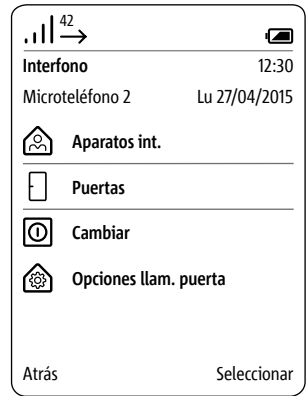 42
Interfono 12:30
Microteléfono 2 Lu 27/04/2015
Aparatos int.
Puertas
Cambiar
Opciones llam. puerta
Atrás Seleccionar